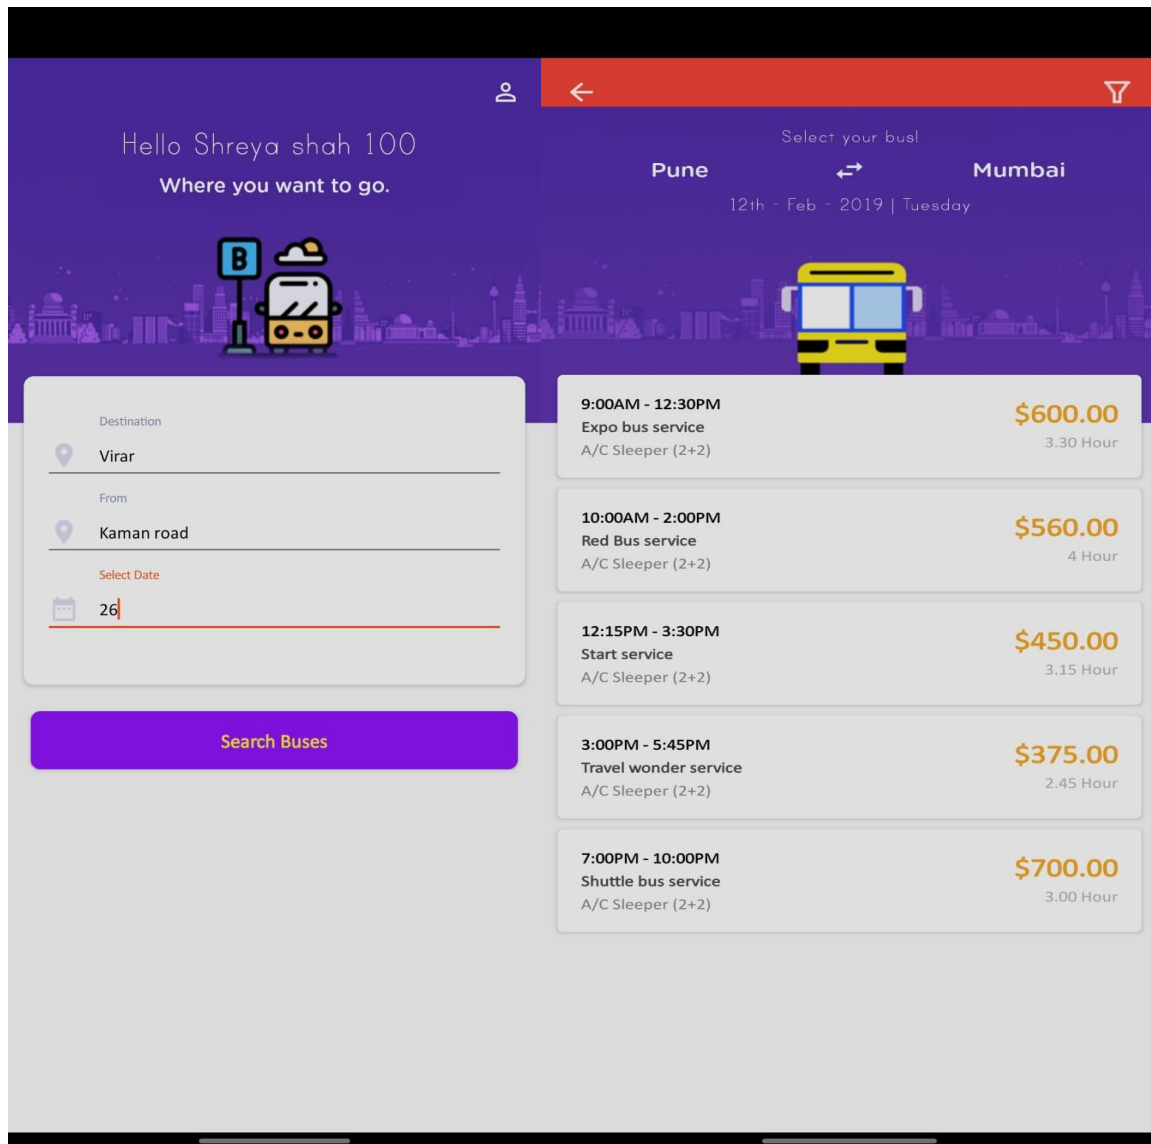 Hello Shreya shah 100
Where you want to go.
B
Destination
Virar
From
Kaman road
Select Date
26
Search Buses
Select your bus!
Pune Mumbai
12th - Feb - 2019 | Tuesday
9:00AM - 12:30PM
Expo bus service
A/C Sleeper (2+2)
$600.00
3.30 Hour
10:00AM - 2:00PM
Red Bus service
A/C Sleeper (2+2)
$560.00
4 Hour
12:15PM - 3:30PM
Start service
A/C Sleeper (2+2)
$450.00
3.15 Hour
3:00PM - 5:45PM
Travel wonder service
A/C Sleeper (2+2)
$375.00
2.45 Hour
7:00PM - 10:00PM
Shuttle bus service
A/C Sleeper (2+2)
$700.00
3.00 Hour